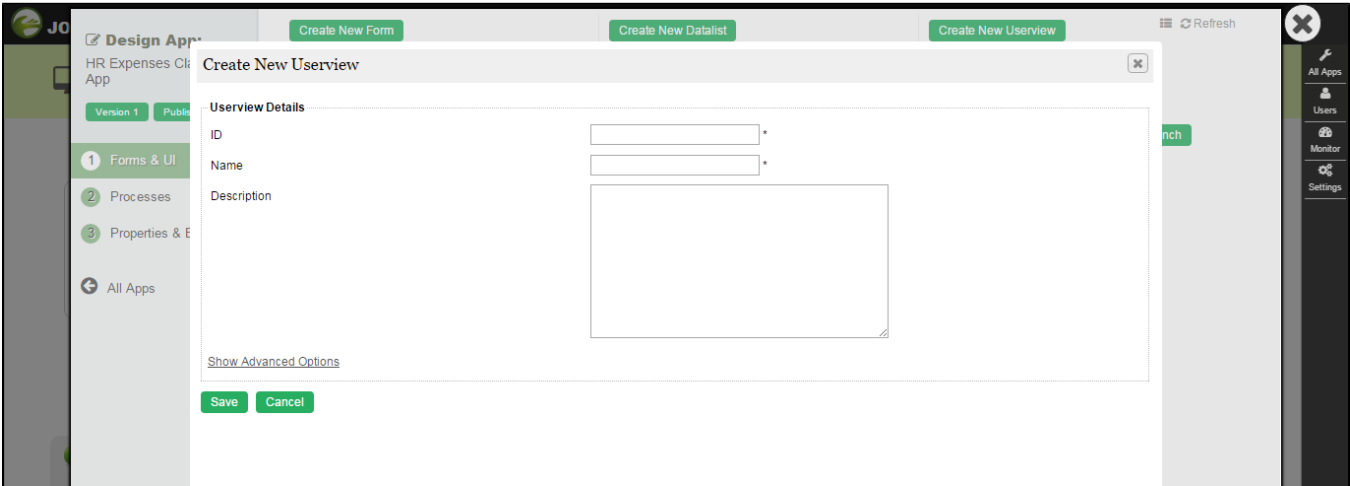 JO
Design App:
HR Expenses Cla
App
Version 1
Publis
1 Forms & UI
2 Processes
3 Properties & E
All Apps
Create New Form
Create New Datalist
Create New Userview
Refresh
Create New Userview
Userview Details
ID *
Name *
Description
Show Advanced Options
Save
Cancel
nch
All Apps
Users
Monitor
Settings